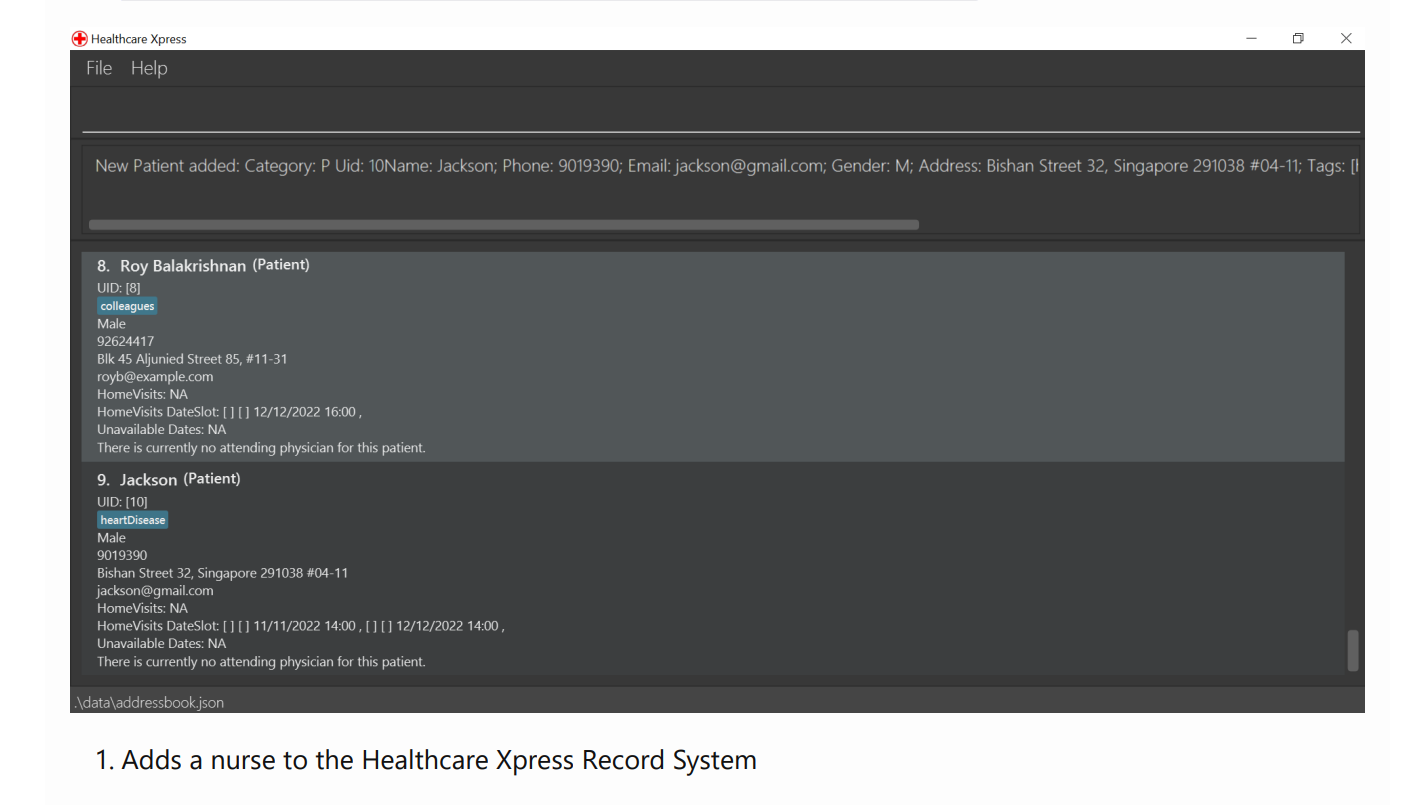 Healthcare Xpress
File Help
New Patient added: Category: P Uid: 10Name: Jackson; Phone: 9019390; Email: jackson@gmail.com; Gender: M; Address: Bishan Street 32, Singapore 291038 #04-11; Tags: [
8. Roy Balakrishnan (Patient)
UID: [8]
colleagues
Male
92624417
Blk 45 Aljunied Street 85, #11-31
royb@example.com
HomeVisits: NA
HomeVisits DateSlot: [ ] [ ] 12/12/2022 16:00 ,
Unavailable Dates: NA
There is currently no attending physician for this patient.
9. Jackson (Patient)
UID: [10]
heartDisease
Male
9019390
Bishan Street 32, Singapore 291038 #04-11
jackson@gmail.com
HomeVisits: NA
HomeVisits DateSlot: [ ] [ ] 11/11/2022 14:00 , [ ] [ ] 12/12/2022 14:00 ,
Unavailable Dates: NA
There is currently no attending physician for this patient.
.\data\addressbook.json
1. Adds a nurse to the Healthcare Xpress Record System